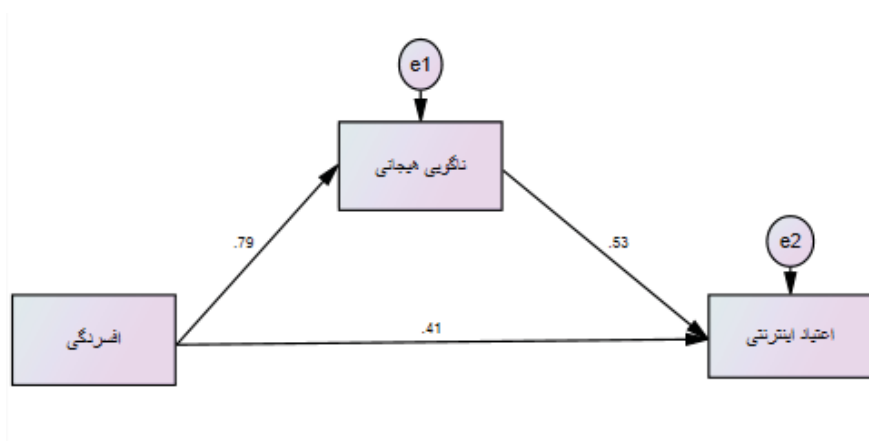 e1
ناگویی هیجانی
.79
.53
e2
افسردگی
.41
اعتیاد اینترنتی